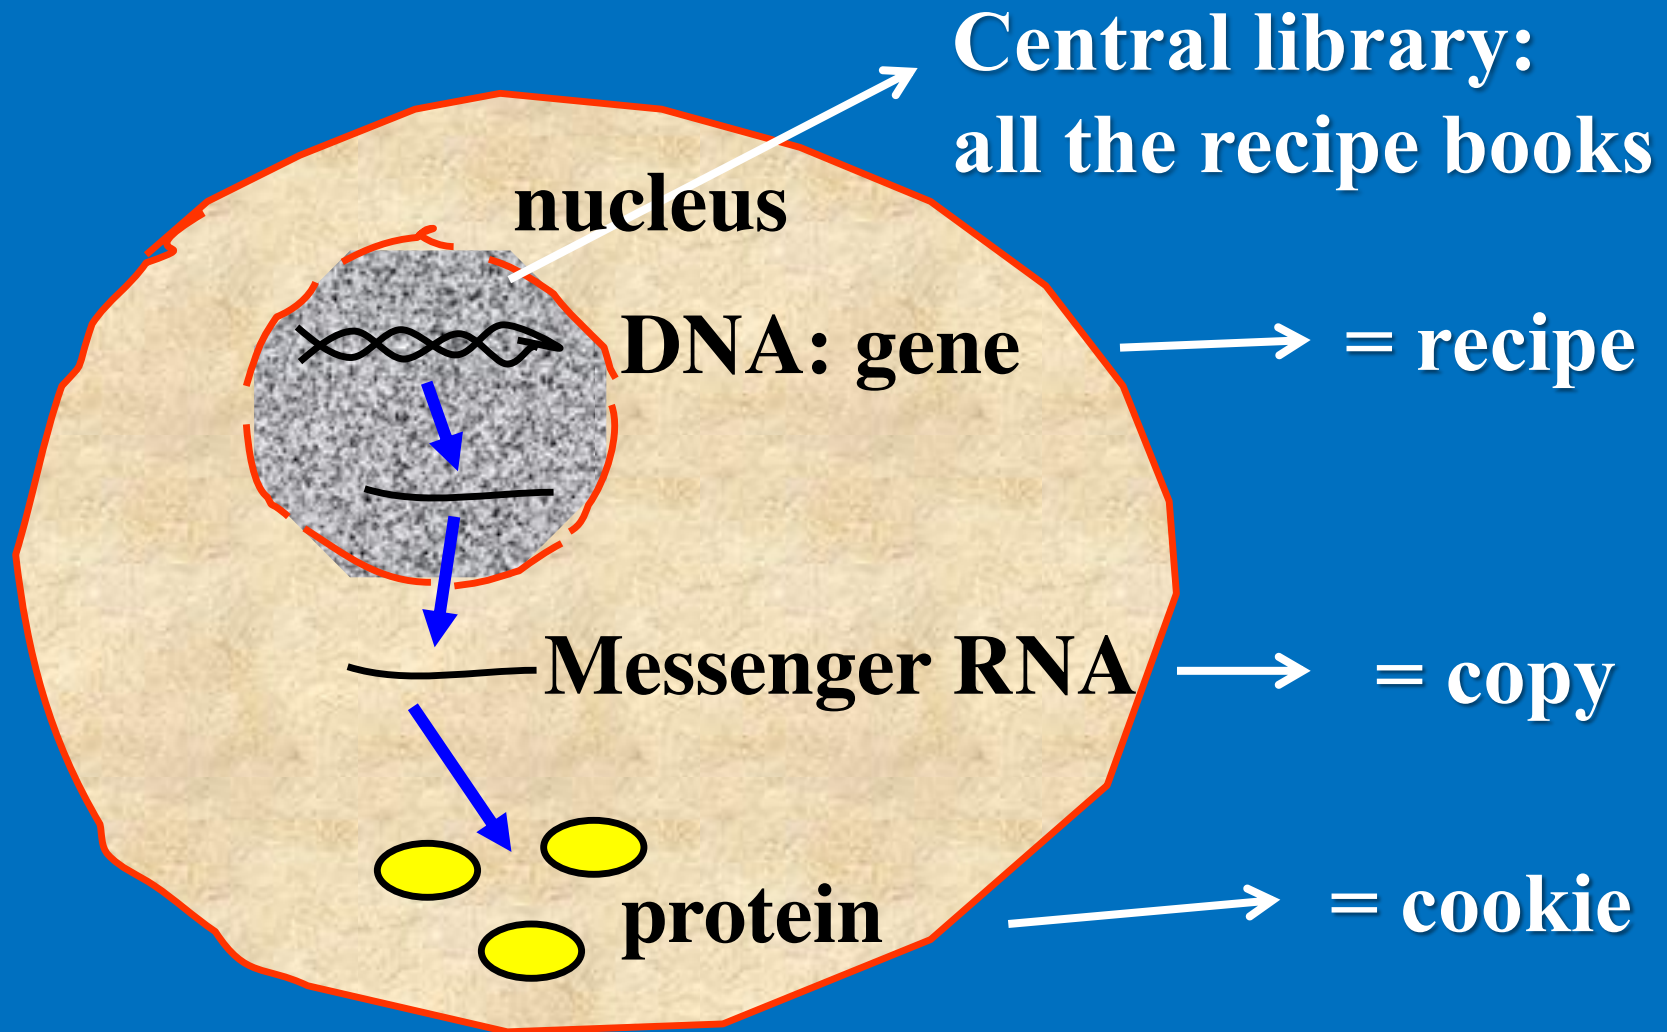 Central library:
all the recipe books
nucleus
DNA: gene
= recipe
Messenger RNA
= copy
protein
= cookie